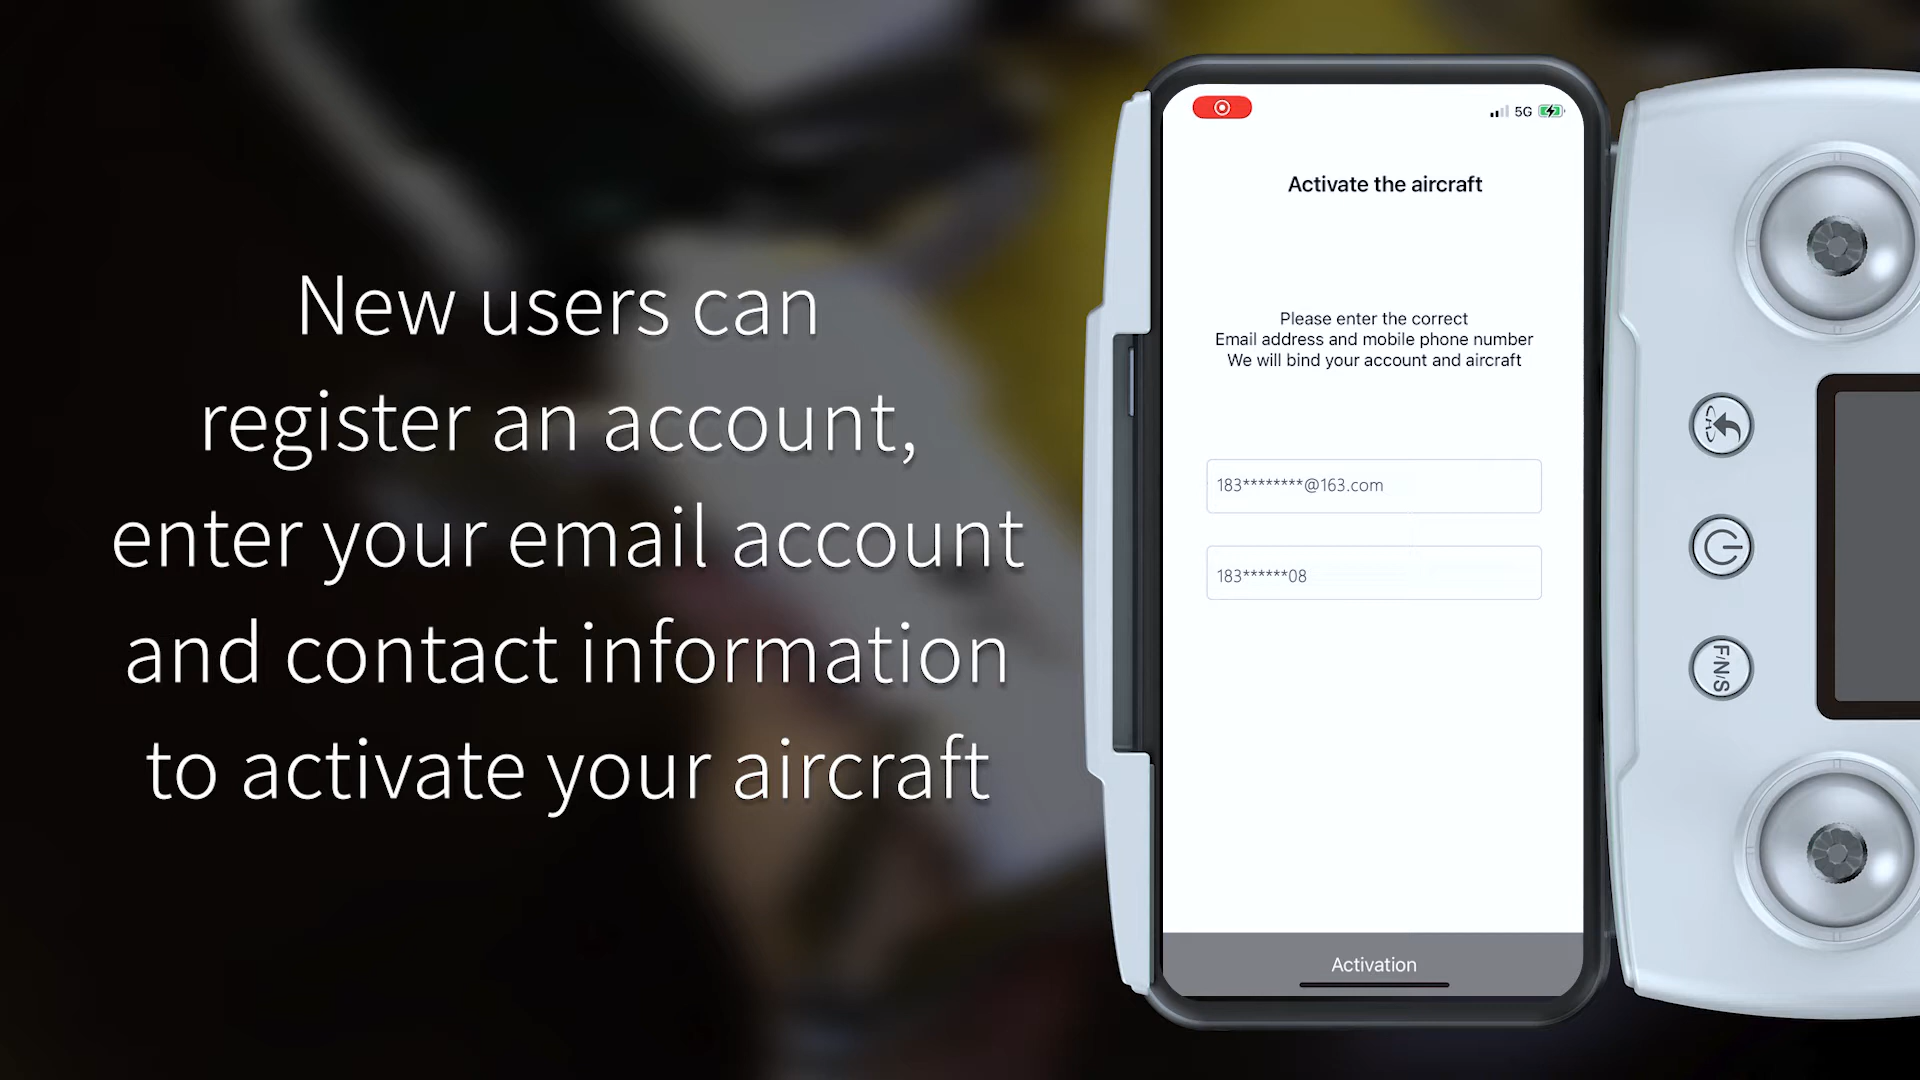 New users can
register an account,
enter your email account
and contact information
to activate your aircraft
5G
Activate the aircraft
Please enter the correct
Email address and mobile phone number
We will bind your account and aircraft
183********@163.com
183******08
Activation
F/N/S